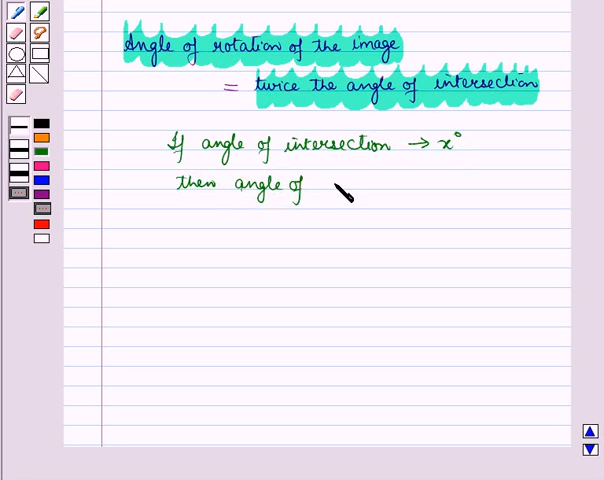 Angle of rotation of the image
= twice the angle of intersection
If angle of intersection → x°
then angle of